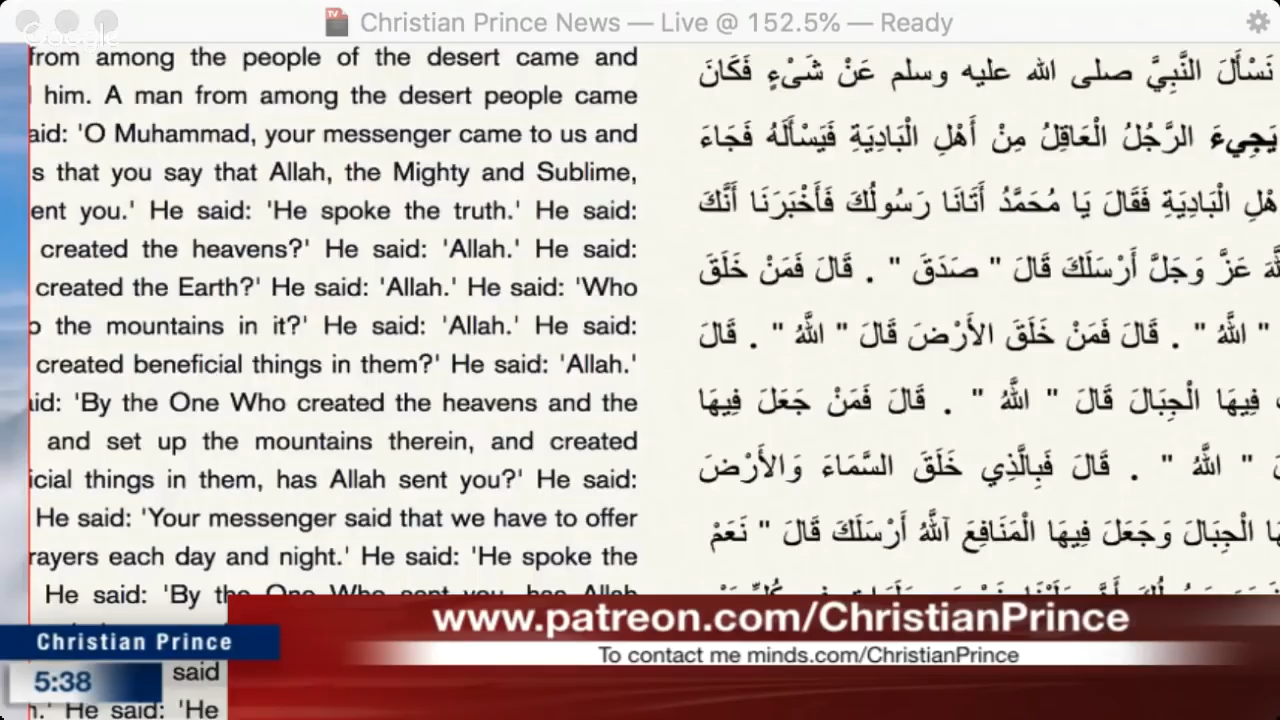 Christian Prince News — Live @ 152.5% — Ready
Google
from among the people of the desert came and
him. A man from among the desert people came
aid: 'O Muhammad, your messenger came to us and
s that you say that Allah, the Mighty and Sublime,
ent you.' He said: 'He spoke the truth.' He said:
created the heavens?' He said: 'Allah.' He said:
created the Earth?' He said: 'Allah.' He said: 'Who
the mountains in it?' He said: 'Allah.' He said:
created beneficial things in them?' He said: 'Allah.'
aid: 'By the One Who created the heavens and the
and set up the mountains therein, and created
icial things in them, has Allah sent you?' He said:
He said: 'Your messenger said that we have to offer
rayers each day and night.' He said: 'He spoke the
He said: 'By the One Who sent you, has Allah
said
h.' He said: 'He
نَسْأَلَ النَّبِيَّ صلى الله عليه وسلم عَنْ شَىْءٍ فَكَانَ
يَجِيءَ الرَّجُلُ الْعَاقِلُ مِنْ أَهْلِ الْبَادِيَةِ فَيَسْأَلَهُ فَجَاءَ
هْلِ الْبَادِيَةِ فَقَالَ يَا مُحَمَّدُ أَتَانَا رَسُولُكَ فَأَخْبَرَنَا أَنَّكَ
عَزَّ وَجَلَّ أَرْسَلَكَ قَالَ " صَدَقَ " . قَالَ فَمَنْ خَلَقَ
" اللَّهُ " . قَالَ فَمَنْ خَلَقَ الأَرْضَ قَالَ " اللَّهُ " . قَالَ
فِيهَا الْجِبَالَ قَالَ " اللَّهُ " . قَالَ فَمَنْ جَعَلَ فِيهَا
" اللَّهُ " . قَالَ فَبِالَّذِي خَلَقَ السَّمَاءَ وَالأَرْضَ
الْجِبَالَ وَجَعَلَ فِيهَا الْمَنَافِعَ آللَّهُ أَرْسَلَكَ قَالَ " نَعَمْ
www.patreon.com/ChristianPrince
To contact me minds.com/ChristianPrince
Christian Prince
5:38